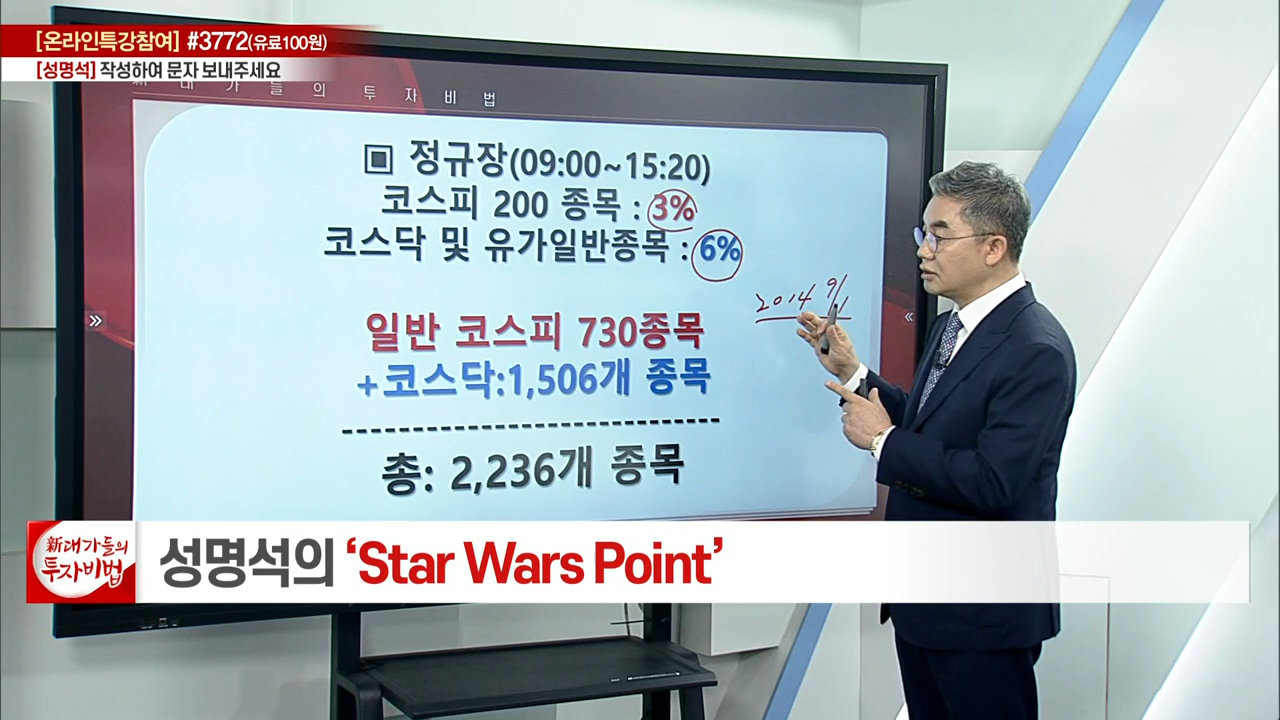 [온라인특강참여] #3772(유료100원)
[성명석] 작성하여 문자 보내주세요
新 대 가 들 의 투 자 비 법
▣ 정규장(09:00~15:20)
코스피 200 종목 : 3%
코스닥 및 유가일반종목 : 6%
2014 9/1
일반 코스피 730종목
+코스닥:1,506개 종목
--------------------------
총: 2,236개 종목
新대가들의
투자비법
성명석의 ‘Star Wars Point’